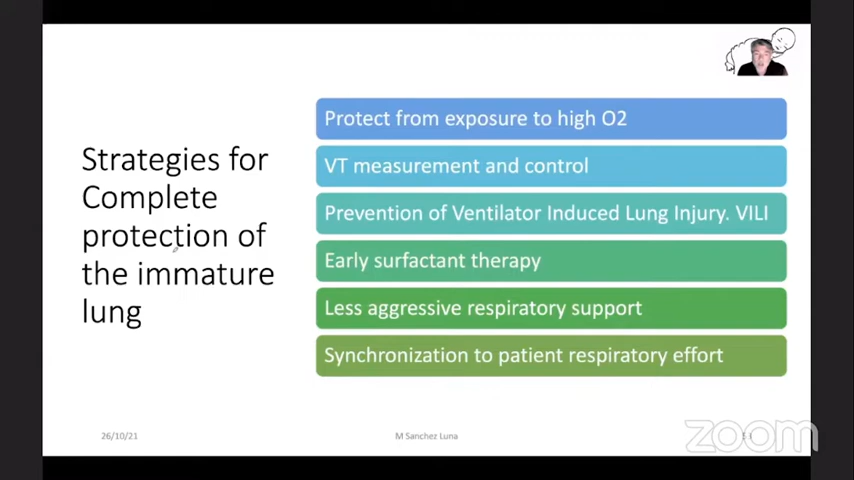 Strategies for
Complete
protection of
the immature
lung
Protect from exposure to high O2
VT measurement and control
Prevention of Ventilator Induced Lung Injury. VILI
Early surfactant therapy
Less aggressive respiratory support
Synchronization to patient respiratory effort
26/10/21
M Sanchez Luna
zoom